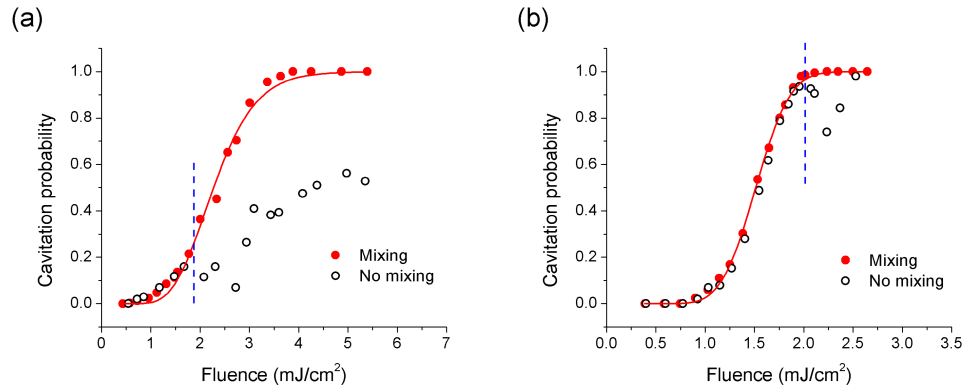 (a)
Cavitation probability
1.0
0.8
0.6
0.4
0.2
0.0
0 1 2 3 4 5 6 7
Fluence (mJ/cm²)
Mixing
No mixing
(b)
Cavitation probability
1.0
0.8
0.6
0.4
0.2
0.0
0.0 0.5 1.0 1.5 2.0 2.5 3.0 3.5
Fluence (mJ/cm²)
Mixing
No mixing